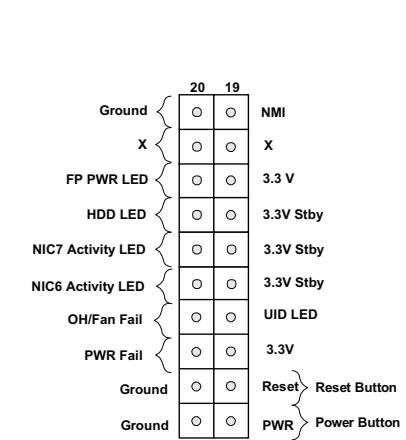 20 19
Ground NMI
X X
FP PWR LED 3.3 V
HDD LED 3.3V Stby
NIC7 Activity LED 3.3V Stby
NIC6 Activity LED 3.3V Stby
OH/Fan Fail UID LED
PWR Fail 3.3V
Ground Reset Reset Button
Ground PWR Power Button